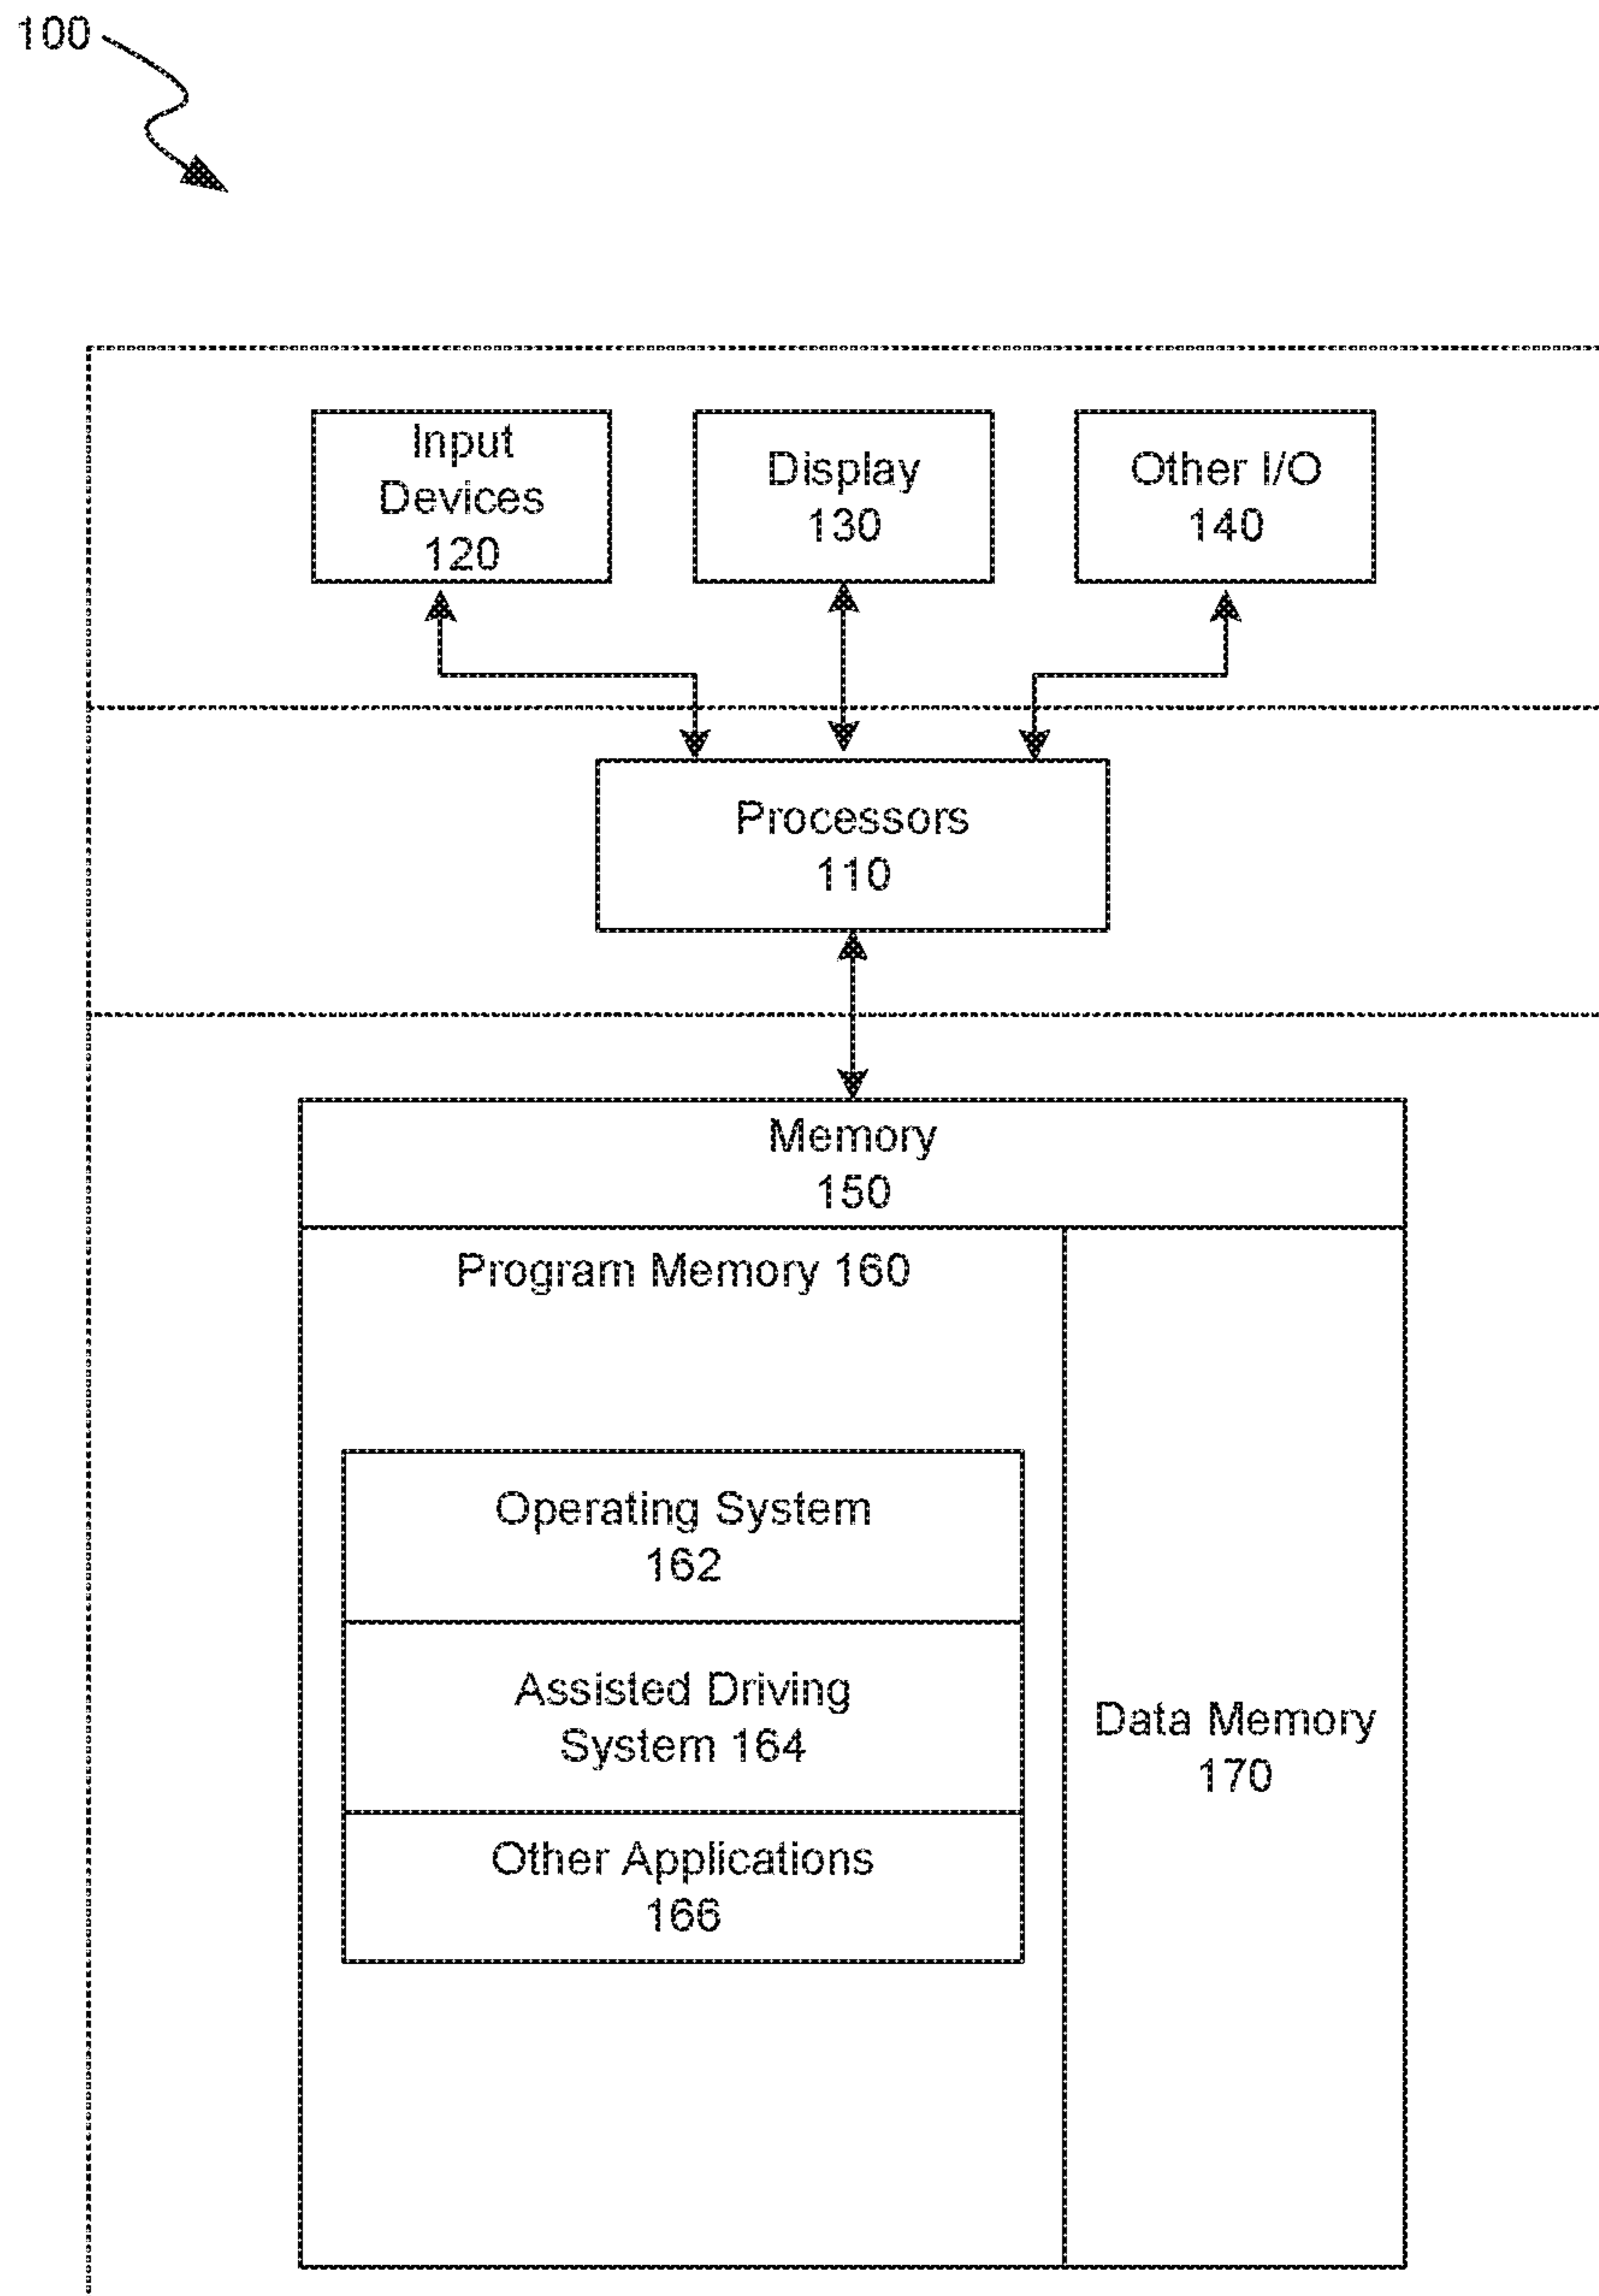 100
Input
Devices
120
Display
130
Other I/O
140
Processors
110
Memory
150
Program Memory 160
Operating System
162
Assisted Driving
System 164
Other Applications
166
Data Memory
170